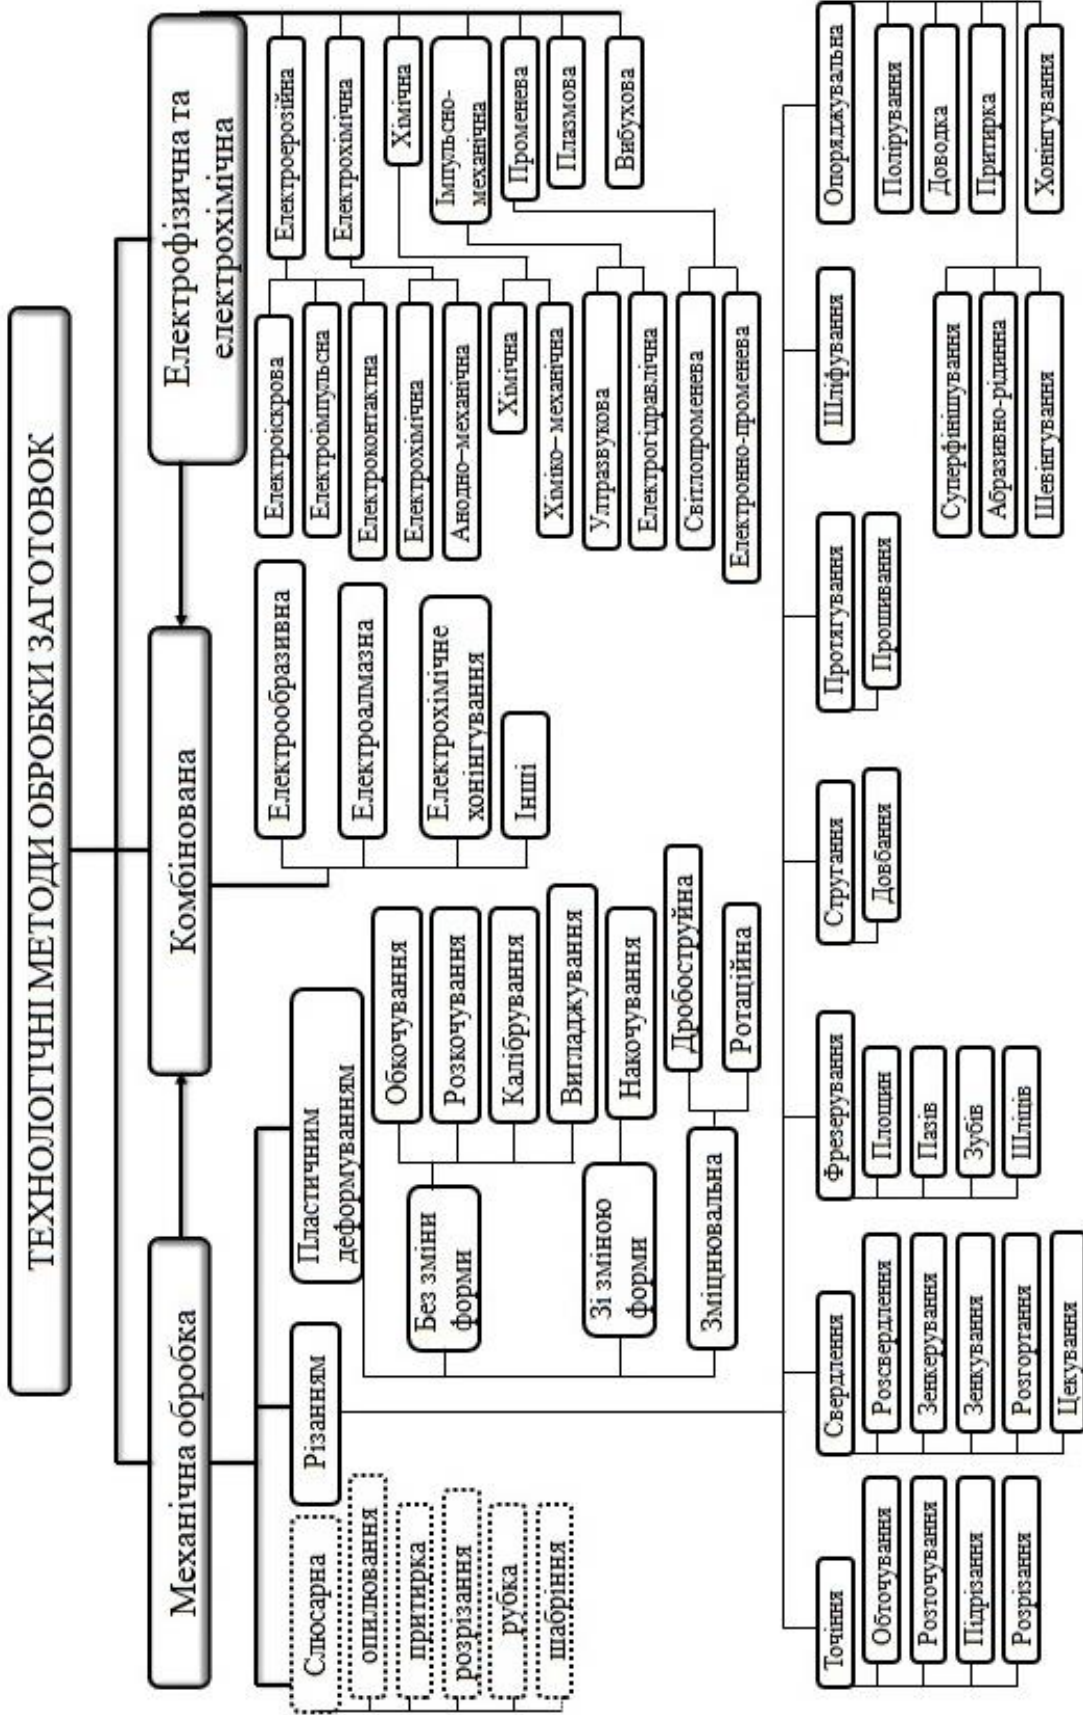 ТЕХНОЛОГІЧНІ МЕТОДИ ОБРОБКИ ЗАГОТОВОК
Механічна обробка
Комбінована
Електрофізична та
електрохімічна
Слюсарна
опилювання
притирка
розрізання
рубка
шабріння
Різанням
Пластичним
деформуванням
Без зміни
форми
Обкочування
Розкочування
Калібрування
Вигладжування
Зі зміною
форми
Накочування
Зміцнювальна
Дробоструйна
Ротаційна
Електрообразивна
Електроалмазна
Електрохімічне
хонінгування
Інші
Електроерозійна
Електроіскрова
Електроімпульсна
Електроконтактна
Електрохімічна
Електрохімічна
Анодно–механічна
Хімічна
Хімічна
Хіміко–механічна
Імпульсно-
механічна
Ултразвукова
Електрогідравлічна
Променева
Світлопроменева
Електронно-променева
Плазмова
Вибухова
Точіння
Обточування
Розточування
Підрізання
Розрізання
Свердлення
Розсвердлення
Зенкерування
Зенкування
Розгортання
Цекування
Фрезерування
Площин
Пазів
Зубів
Шліців
Стругання
Довбання
Протягування
Прошивання
Шліфування
Опоряджувальна
Полірування
Доводка
Притирка
Хонінгування
Суперфінішування
Абразивно-рідинна
Шевінгування